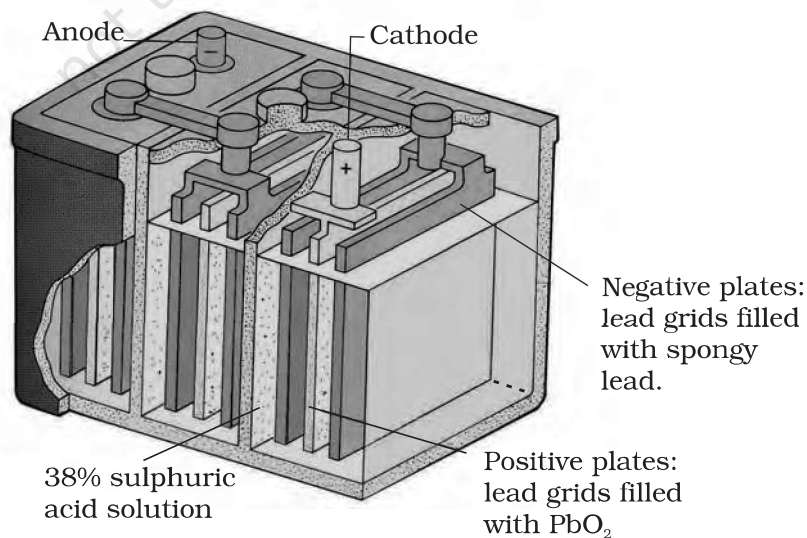 Anode
Cathode
−
+
Negative plates:
lead grids filled
with spongy
lead.
38% sulphuric
acid solution
Positive plates:
lead grids filled
with PbO₂
not